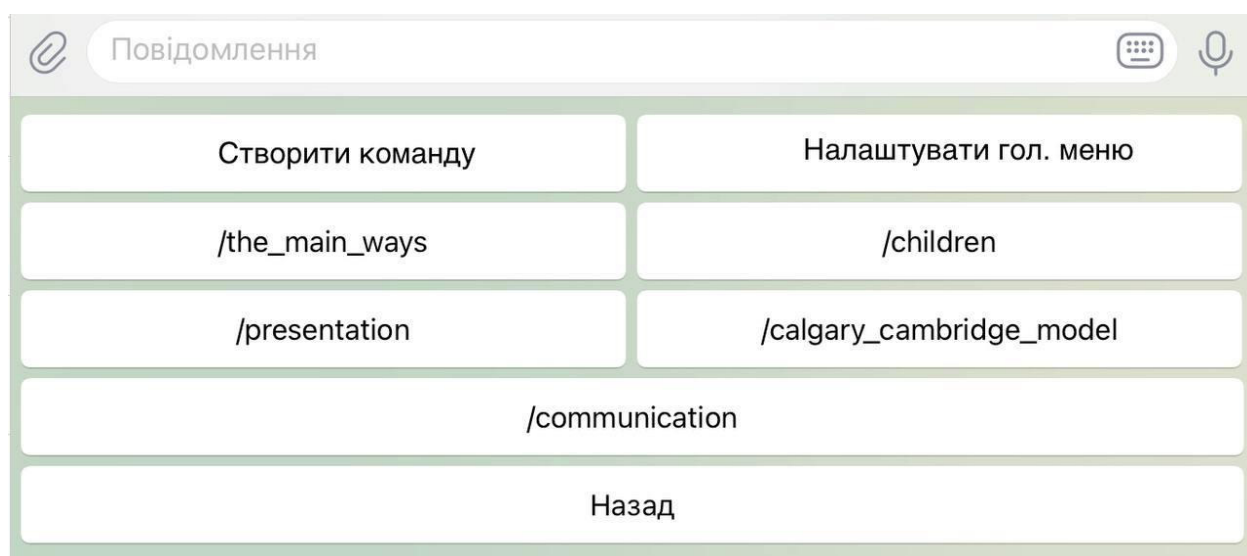 Повідомлення
Створити команду
Налаштувати гол. меню
/the_main_ways
/children
/presentation
/calgary_cambridge_model
/communication
Назад